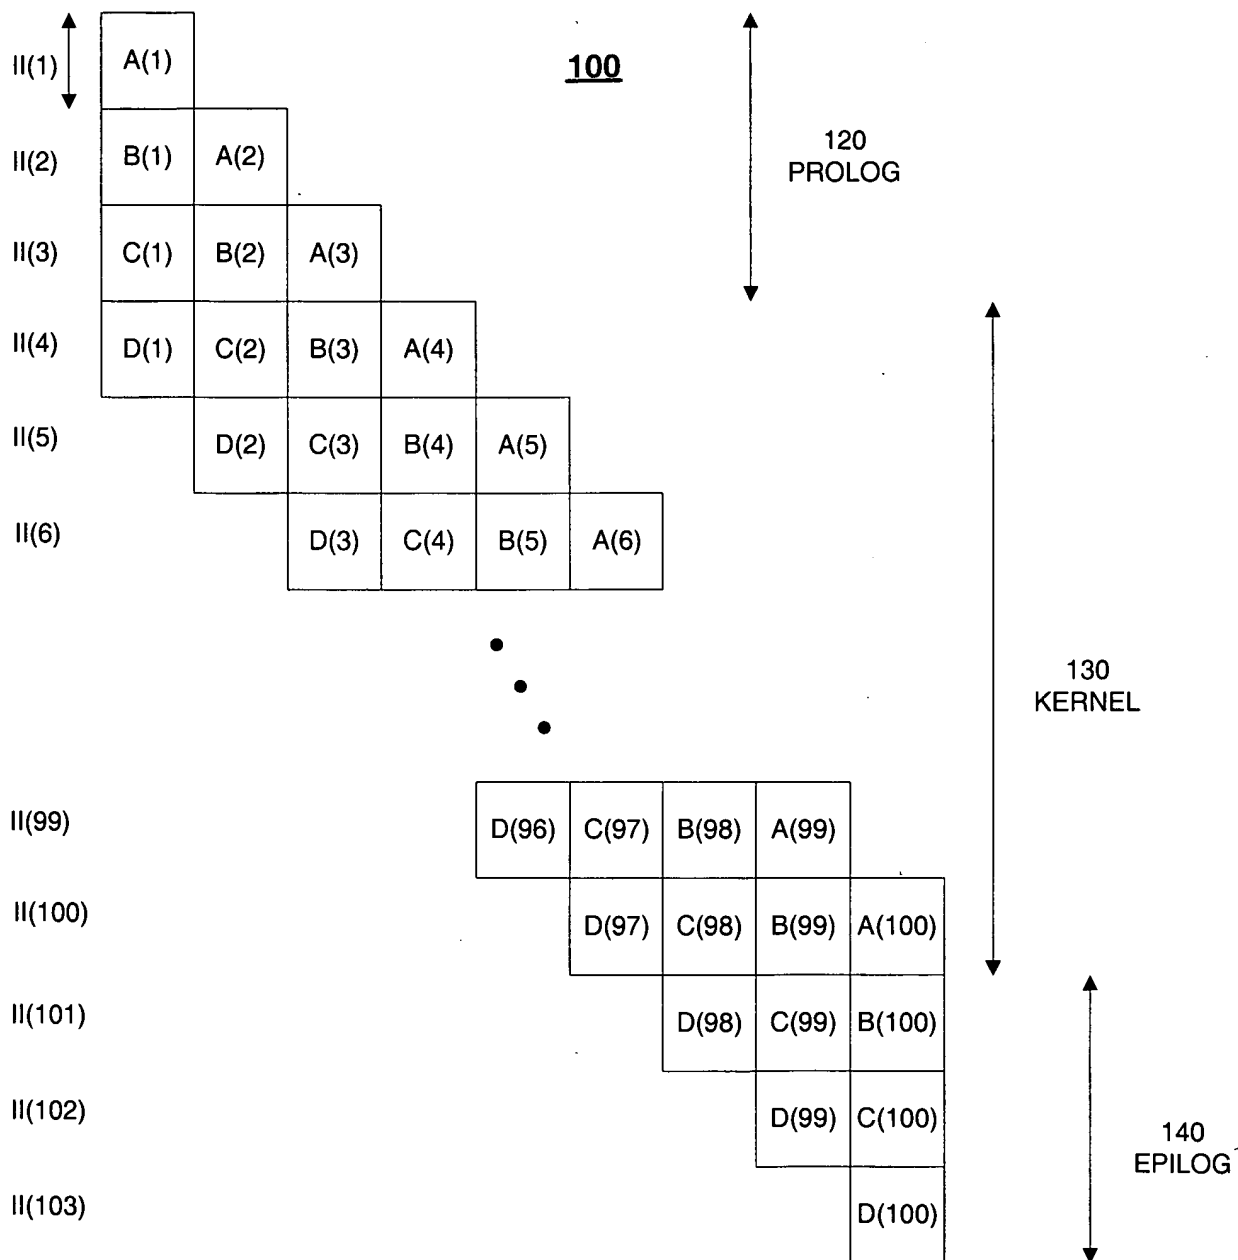 100
II(1) A(1)
120
PROLOG
II(2) B(1) A(2)
II(3) C(1) B(2) A(3)
II(4) D(1) C(2) B(3) A(4)
II(5) D(2) C(3) B(4) A(5)
II(6) D(3) C(4) B(5) A(6)
130
KERNEL
II(99) D(96) C(97) B(98) A(99)
II(100) D(97) C(98) B(99) A(100)
II(101) D(98) C(99) B(100)
II(102) D(99) C(100)
140
EPILOG
II(103) D(100)